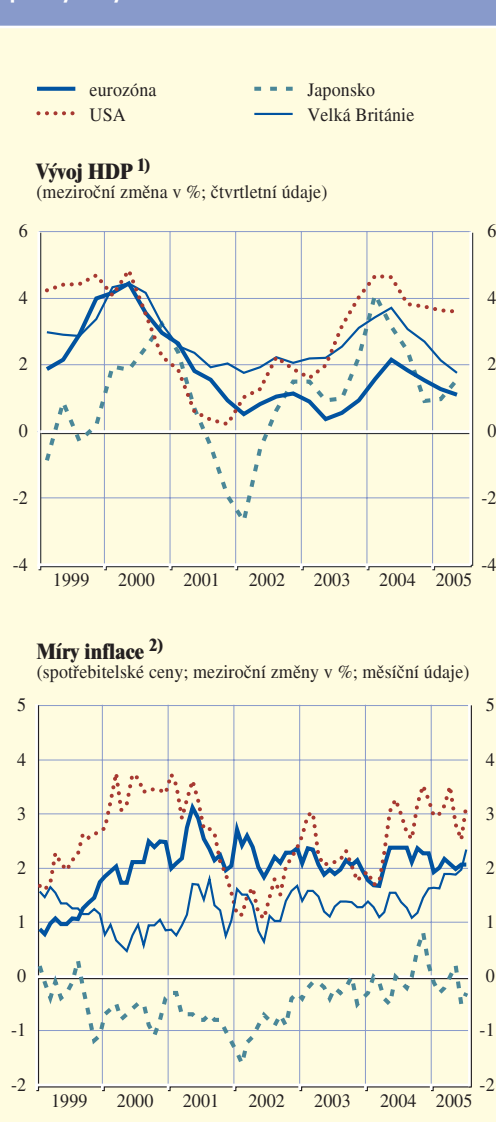 eurozóna
USA
Japonsko
Velká Británie
Vývoj HDP 1)
(meziroční změna v %; čtvrtletní údaje)
6 6
4 4
2 2
0 0
-2 -2
-4 -4
1999 2000 2001 2002 2003 2004 2005
Míry inflace 2)
(spotřebitelské ceny; meziroční změny v %; měsíční údaje)
5 5
4 4
3 3
2 2
1 1
0 0
-1 -1
-2 -2
1999 2000 2001 2002 2003 2004 2005